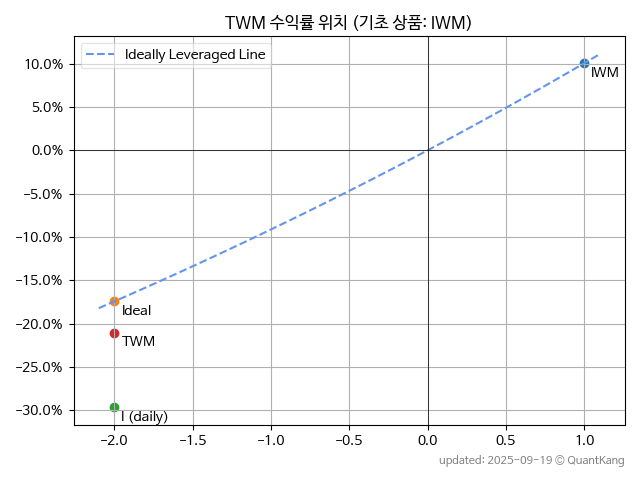 TWM 수익률 위치 (기초 상품: IWM)
Ideally Leveraged Line
10.0%
5.0%
0.0%
−5.0%
−10.0%
−15.0%
−20.0%
−25.0%
−30.0%
IWM
Ideal
TWM
I (daily)
−2.0 −1.5 −1.0 −0.5 0.0 0.5 1.0
updated: 2025-09-19 © QuantKang